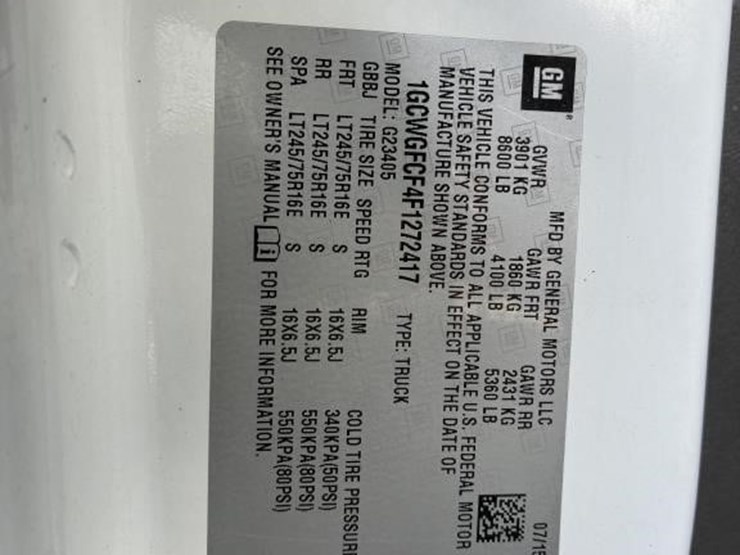 GM
MFD BY GENERAL MOTORS LLC 07/15
GVWR GAWR FRT GAWR RR
3901 KG 1860 KG 2431 KG
8600 LB 4100 LB 5360 LB
THIS VEHICLE CONFORMS TO ALL APPLICABLE U.S. FEDERAL MOTOR
VEHICLE SAFETY STANDARDS IN EFFECT ON THE DATE OF
MANUFACTURE SHOWN ABOVE.
1GCWGFCF4F1272417 TYPE: TRUCK
MODEL: G23405
GBBJ TIRE SIZE SPEED RTG RIM COLD TIRE PRESSUR
FRT LT245/75R16E S 16X6.5J 340KPA(50PSI)
RR LT245/75R16E S 16X6.5J 550KPA(80PSI)
SPA LT245/75R16E S 16X6.5J 550KPA(80PSI)
SEE OWNER'S MANUAL i FOR MORE INFORMATION.